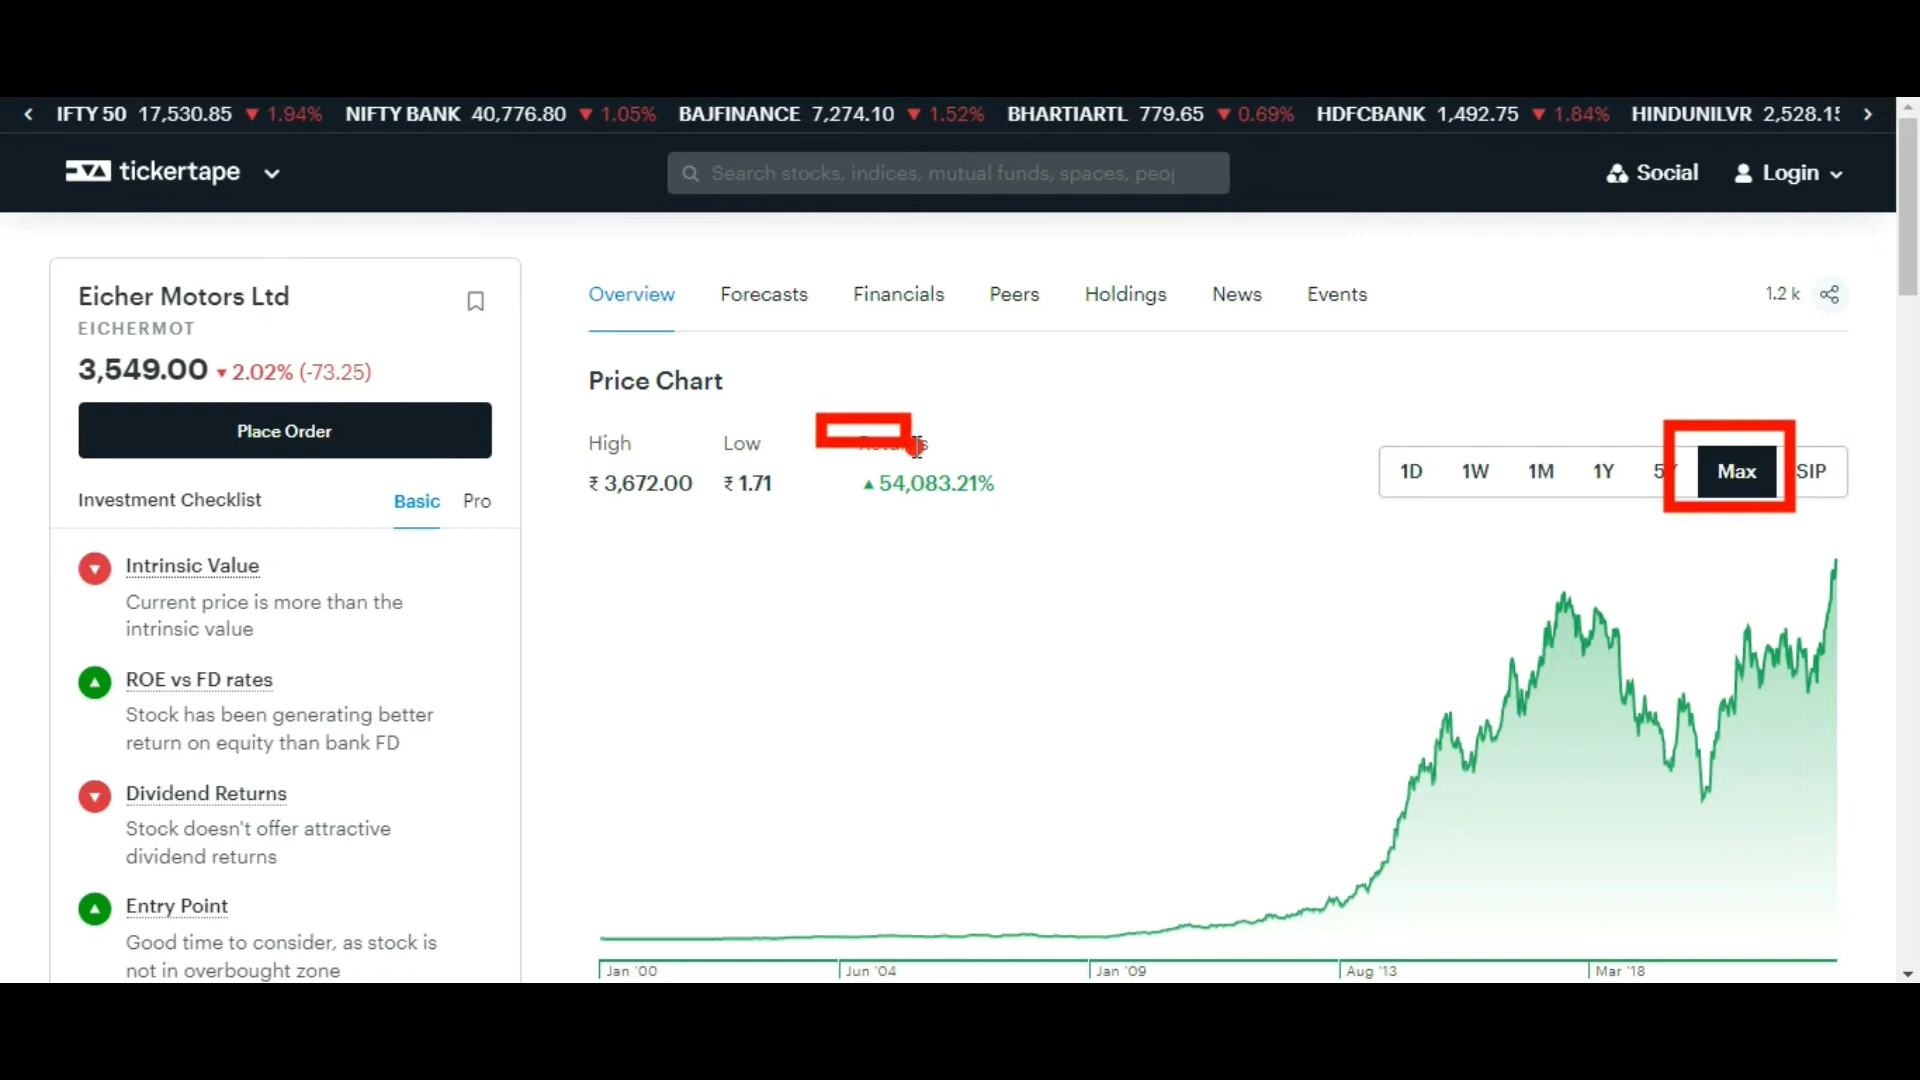 IFTY 50 17,530.85 ▼ 1.94% NIFTY BANK 40,776.80 ▼ 1.05% BAJFINANCE 7,274.10 ▼ 1.52% BHARTIARTL 779.65 ▼ 0.69% HDFCBANK 1,492.75 ▼ 1.84% HINDUNILVR 2,528.15
tickertape
Search stocks, indices, mutual funds, spaces, peop
Social
Login
Eicher Motors Ltd
EICHERMOT
3,549.00 ▼ 2.02% (-73.25)
Place Order
Investment Checklist
Basic
Pro
Intrinsic Value
Current price is more than the
intrinsic value
ROE vs FD rates
Stock has been generating better
return on equity than bank FD
Dividend Returns
Stock doesn't offer attractive
dividend returns
Entry Point
Good time to consider, as stock is
not in overbought zone
Overview Forecasts Financials Peers Holdings News Events
1.2 k
Price Chart
High Low
₹ 3,672.00 ₹ 1.71 ▲ 54,083.21%
1D 1W 1M 1Y 5Y Max SIP
Jan '00 Jun '04 Jan '09 Aug '13 Mar '18